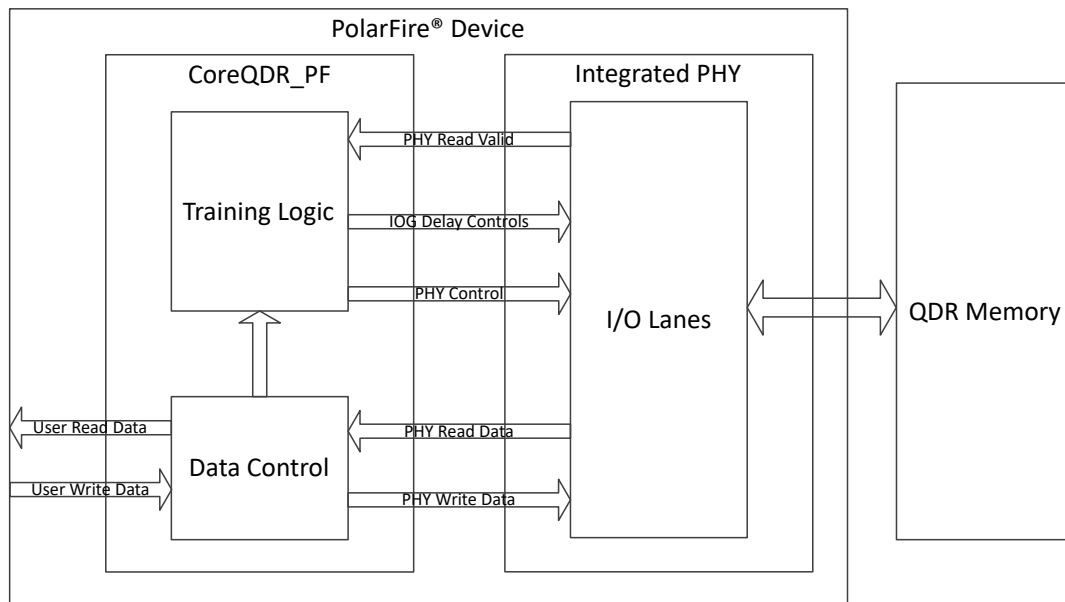 PolarFire® Device
CoreQDR_PF
Integrated PHY
PHY Read Valid
Training Logic
IOG Delay Controls
PHY Control
I/O Lanes
QDR Memory
User Read Data
PHY Read Data
Data Control
User Write Data
PHY Write Data